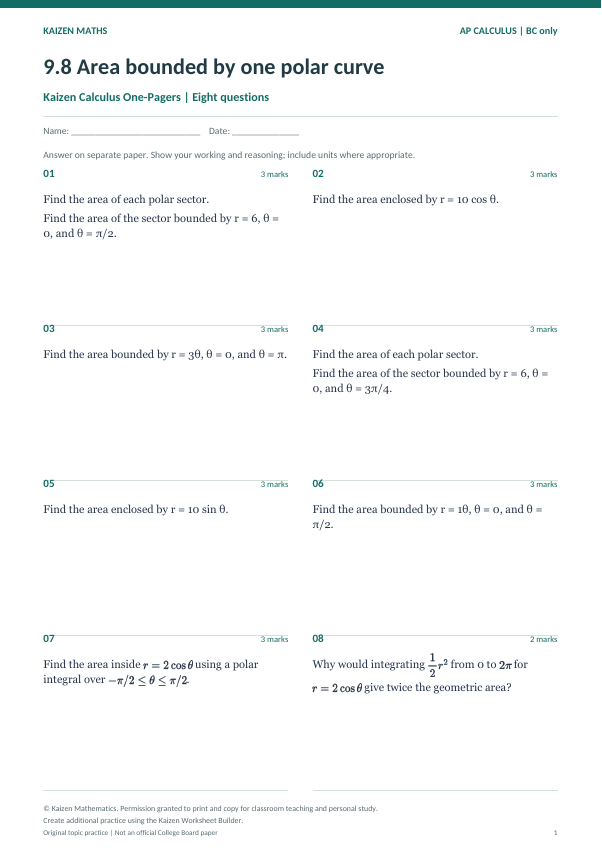 KAIZEN MATHS
AP CALCULUS | BC only
9.8 Area bounded by one polar curve
Kaizen Calculus One-Pagers | Eight questions
Name: ____________________________ Date: ______________
Answer on separate paper. Show your working and reasoning; include units where appropriate.
01 3 marks
Find the area of each polar sector.
Find the area of the sector bounded by r = 6, θ =
0, and θ = π/2.
02 3 marks
Find the area enclosed by r = 10 cos θ.
03 3 marks
Find the area bounded by r = 3θ, θ = 0, and θ = π.
04 3 marks
Find the area of each polar sector.
Find the area of the sector bounded by r = 6, θ =
0, and θ = 3π/4.
05 3 marks
Find the area enclosed by r = 10 sin θ.
06 3 marks
Find the area bounded by r = 1θ, θ = 0, and θ =
π/2.
07 3 marks
Find the area inside r = 2 cos θ using a polar
integral over −π/2 ≤ θ ≤ π/2.
08 2 marks
Why would integrating 1/2 r² from 0 to 2π for
r = 2 cos θ give twice the geometric area?
© Kaizen Mathematics. Permission granted to print and copy for classroom teaching and personal study.
Create additional practice using the Kaizen Worksheet Builder.
Original topic practice | Not an official College Board paper
1